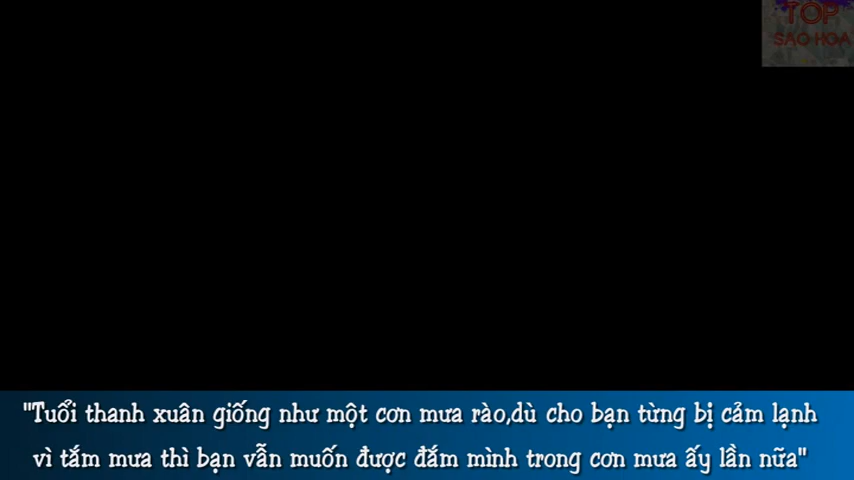 TOP
SAO HOA
"Tuổi thanh xuân giống như một cơn mưa rào,dù cho bạn từng bị cảm lạnh
vì tắm mưa thì bạn vẫn muốn được đắm mình trong cơn mưa ấy lần nữa"